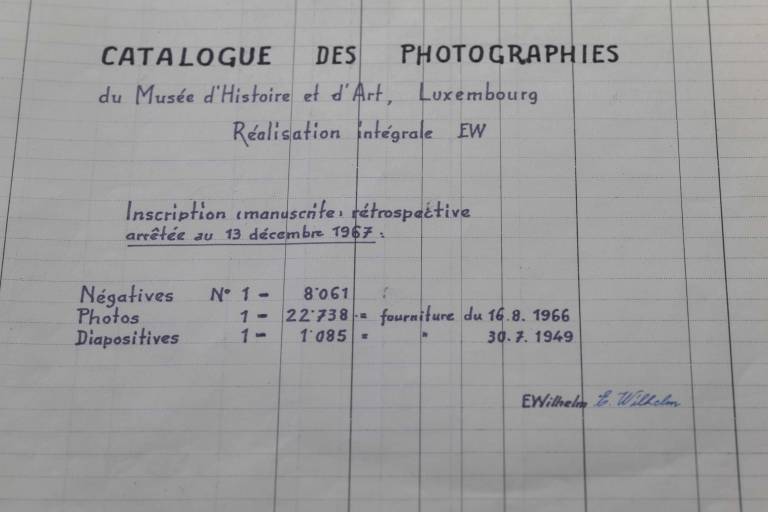 CATALOGUE DES PHOTOGRAPHIES
du Musée d'Histoire et d'Art, Luxembourg
Réalisation intégrale EW
Inscription (manuscrite) rétrospective
arrêtée au 13 décembre 1967 :
Négatives N° 1 - 8'061
Photos 1 - 22'738 = fourniture du 16.8.1966
Diapositives 1 - 1'085 = " 30.7.1949
EWilhelm E. Wilhelm